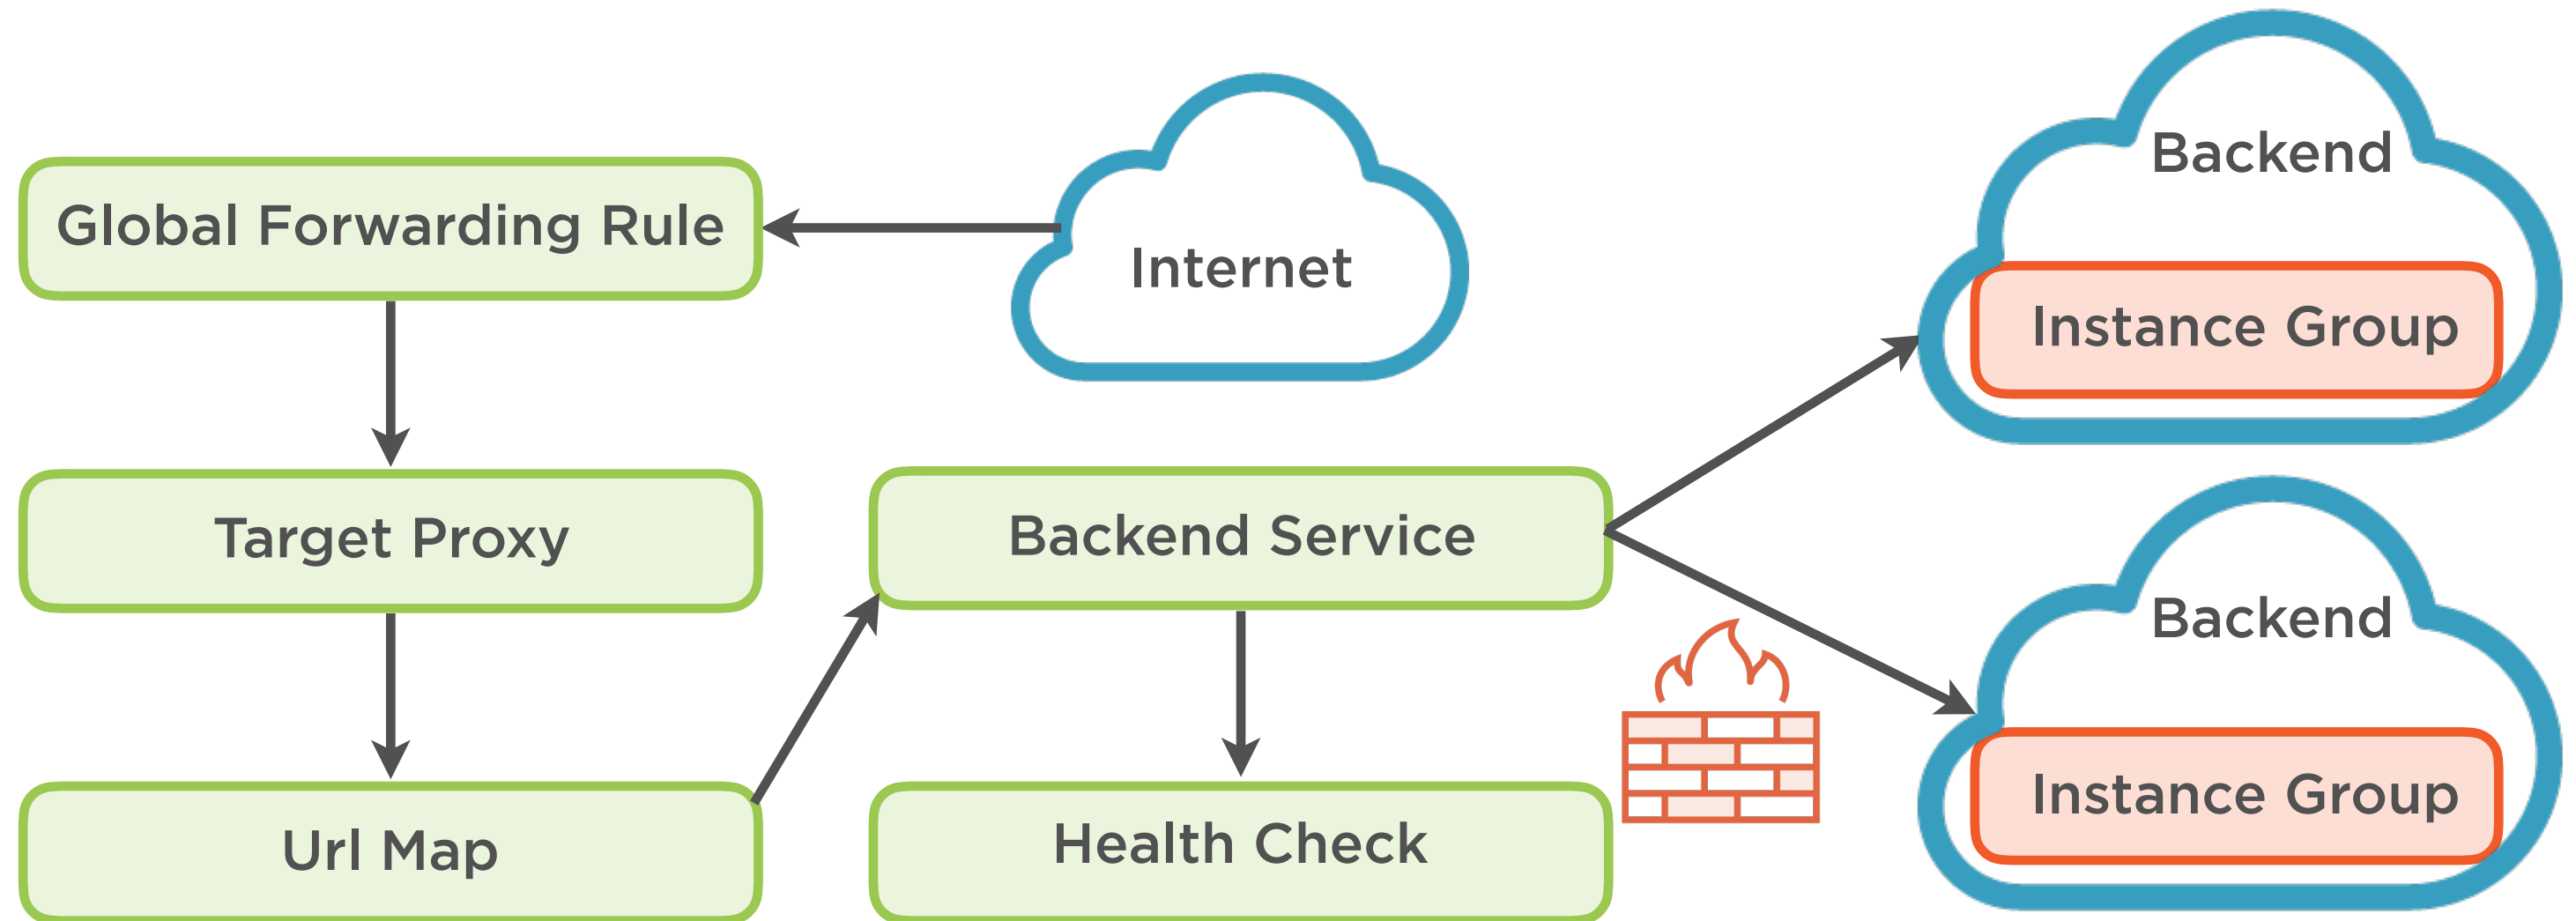 Global Forwarding Rule
Internet
Backend
Instance Group
Target Proxy
Backend Service
Backend
Instance Group
Url Map
Health Check